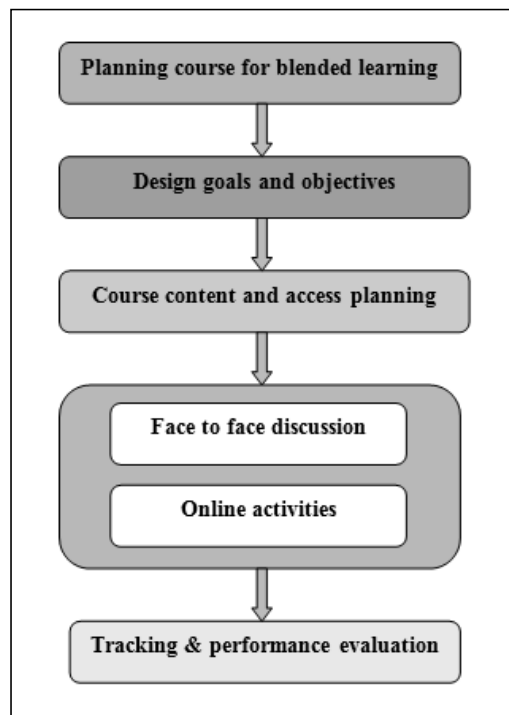 Planning course for blended learning
Design goals and objectives
Course content and access planning
Face to face discussion
Online activities
Tracking & performance evaluation